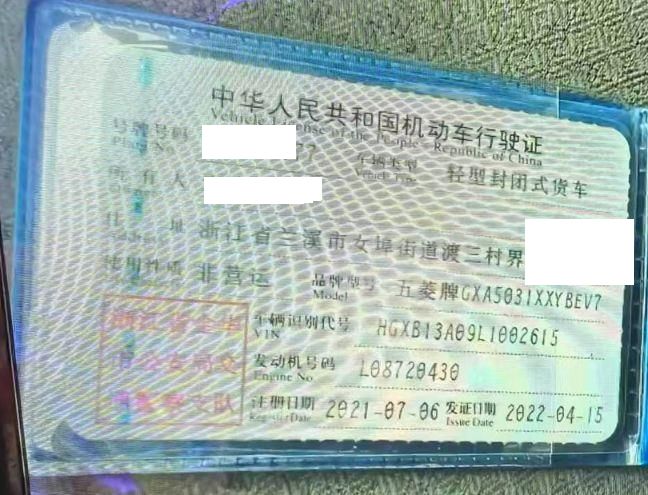 中华人民共和国机动车行驶证
Vehicle License of the People's Republic of China
号牌号码 77 车辆类型 轻型封闭式货车
Plate No. Vehicle Type
所有人
Owner
住址 浙江省兰溪市女埠街道渡三村界
使用性质 非营运 品牌型号 五菱牌GXA5031XXYBEV7
Model
车辆识别代号 HGXB13A09L1002615
VIN
发动机号码 L08720430
Engine No.
注册日期 2021-07-06 发证日期 2022-04-15
Register Date Issue Date